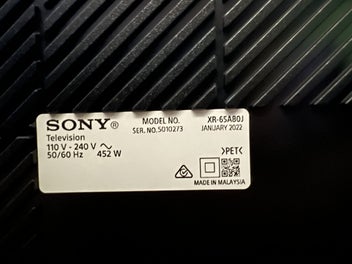 SONY®
MODEL NO. XR-65A80J
Television
SER. NO.5010273 JANUARY 2022
110 V - 240 V ~
50/60 Hz 452 W
>PET<
MADE IN MALAYSIA